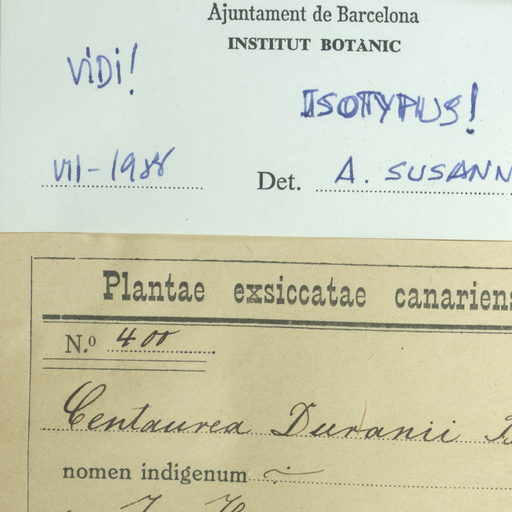 Ajuntament de Barcelona
INSTITUT BOTÀNIC
ViDi!
ISOTYPUS!
VII-1988 Det. A. SUSANN
Plantae exsiccatae canariens
N.º 400
Centaurea Duranii
nomen indigenum